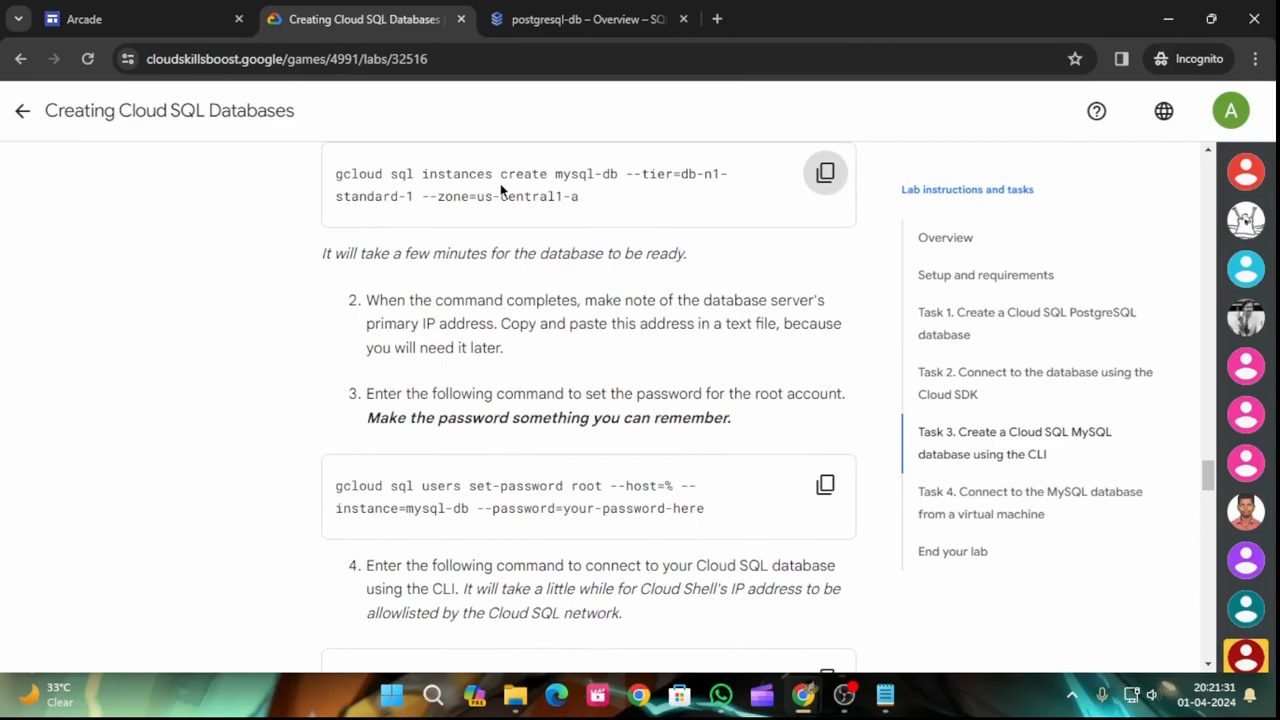 Arcade
Creating Cloud SQL Databases
postgresql-db – Overview – SQ
cloudskillsboost.google/games/4991/labs/32516
Incognito
Creating Cloud SQL Databases
A
gcloud sql instances create mysql-db --tier=db-n1-
standard-1 --zone=us-central1-a
It will take a few minutes for the database to be ready.
2. When the command completes, make note of the database server's
primary IP address. Copy and paste this address in a text file, because
you will need it later.
3. Enter the following command to set the password for the root account.
Make the password something you can remember.
gcloud sql users set-password root --host=% --
instance=mysql-db --password=your-password-here
4. Enter the following command to connect to your Cloud SQL database
using the CLI. It will take a little while for Cloud Shell's IP address to be
allowlisted by the Cloud SQL network.
Lab instructions and tasks
Overview
Setup and requirements
Task 1. Create a Cloud SQL PostgreSQL
database
Task 2. Connect to the database using the
Cloud SDK
Task 3. Create a Cloud SQL MySQL
database using the CLI
Task 4. Connect to the MySQL database
from a virtual machine
End your lab
33°C
Clear
PRE
20:21:31
01-04-2024